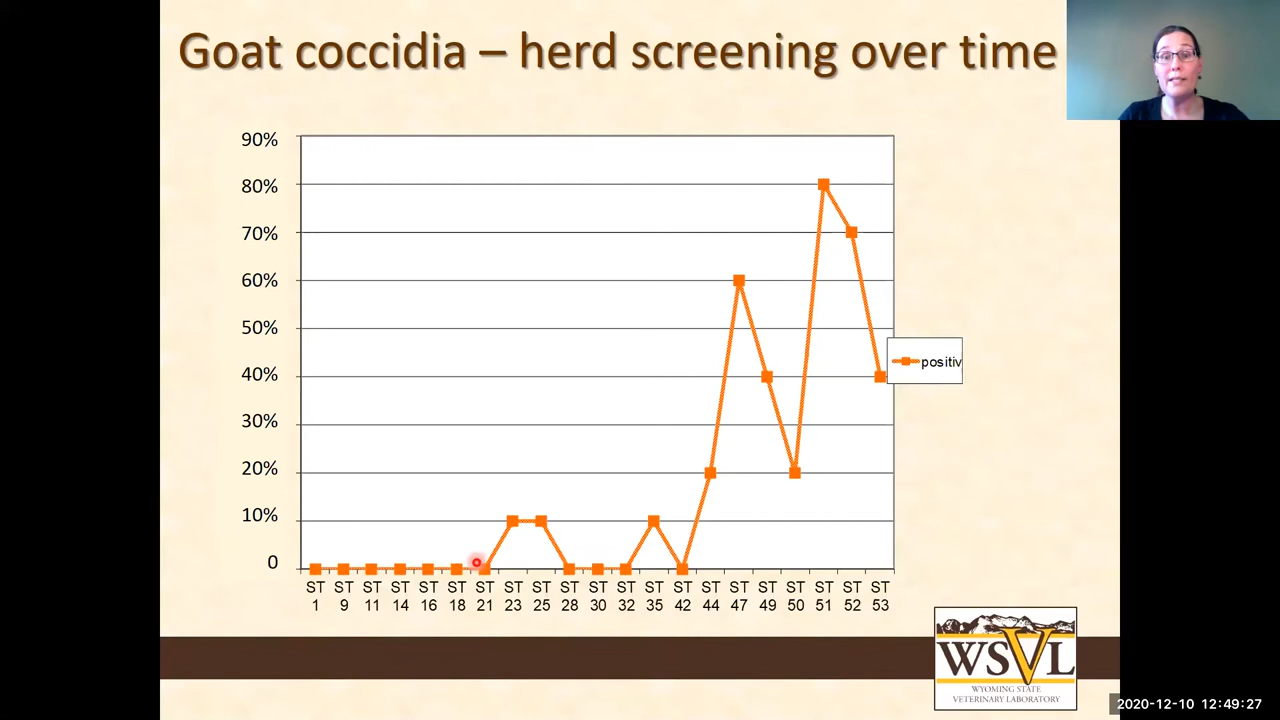 Goat coccidia – herd screening over time
90%
80%
70%
60%
50%
40%
30%
20%
10%
0
positiv
ST ST ST ST ST ST ST ST ST ST ST ST ST ST ST ST ST ST ST ST ST
1 9 11 14 16 18 21 23 25 28 30 32 35 42 44 47 49 50 51 52 53
WSVL
WYOMING STATE
VETERINARY LABORATORY
2020-12-10 12:49:27